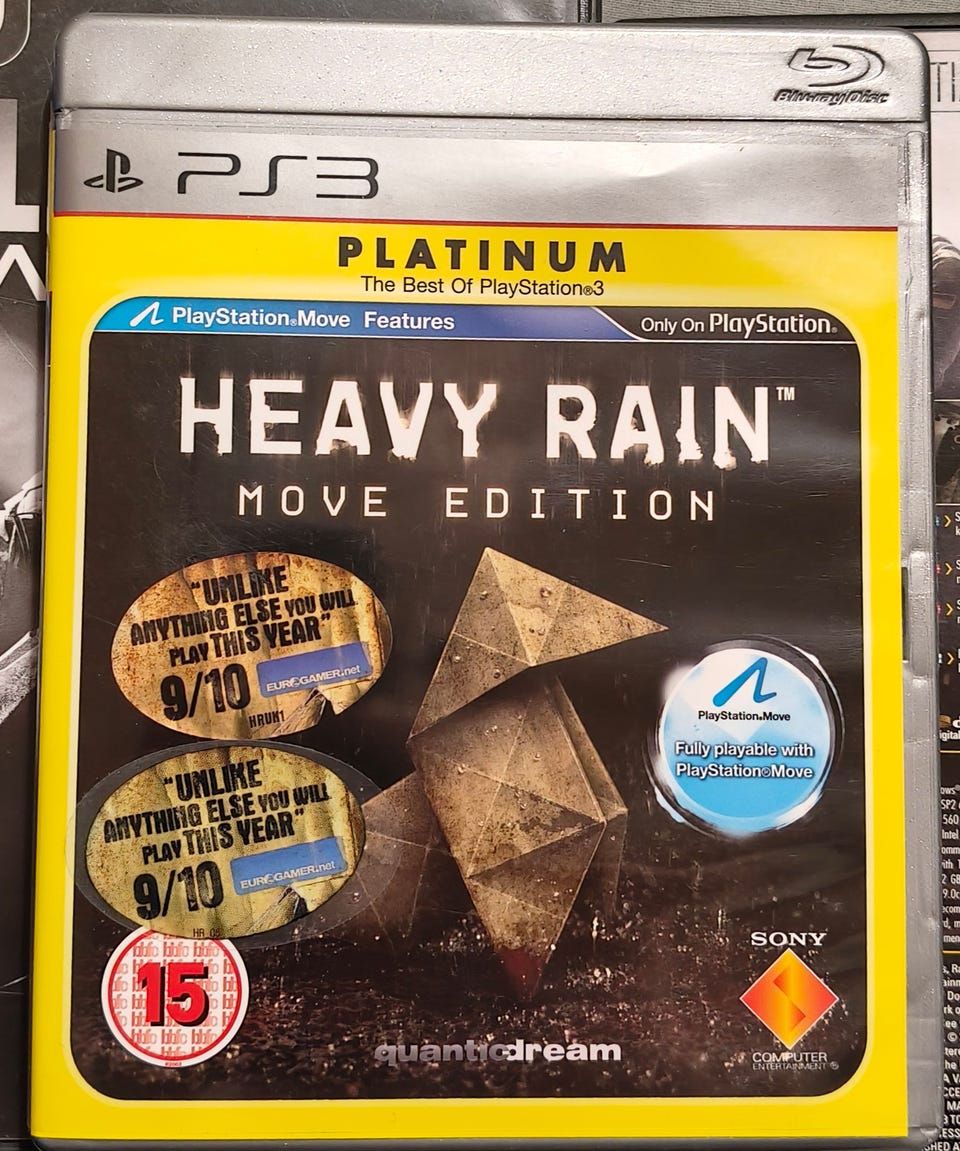 Blu-ray Disc
PS3
PLATINUM
The Best Of PlayStation®3
PlayStation®Move Features
Only On PlayStation®
HEAVY RAIN™
MOVE EDITION
"UNLIKE
ANYTHING ELSE YOU WILL
PLAY THIS YEAR"
9/10
EUROGAMER.net
HRUK1
PlayStation®Move
Fully playable with
PlayStation®Move
"UNLIKE
ANYTHING ELSE YOU WILL
PLAY THIS YEAR"
9/10
EUROGAMER.net
15
quanticdream
SONY
COMPUTER
ENTERTAINMENT®